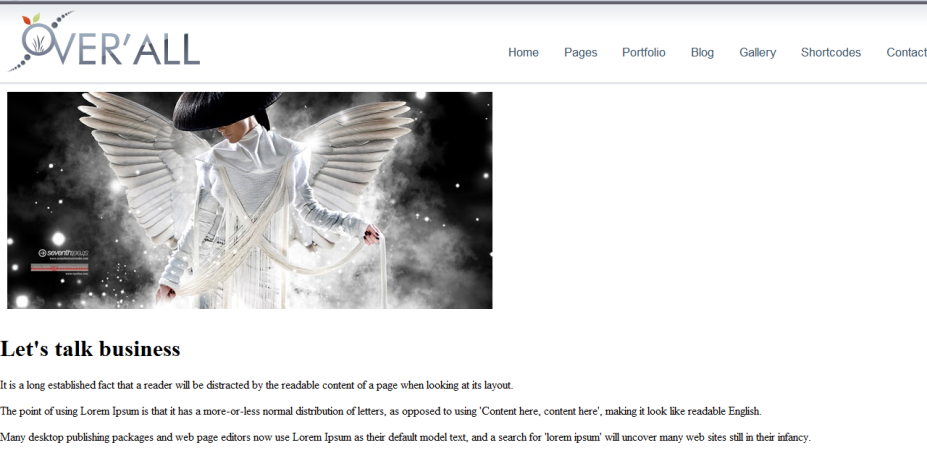 OVER'ALL
Home Pages Portfolio Blog Gallery Shortcodes Contact
Let's talk business
It is a long established fact that a reader will be distracted by the readable content of a page when looking at its layout.
The point of using Lorem Ipsum is that it has a more-or-less normal distribution of letters, as opposed to using 'Content here, content here', making it look like readable English.
Many desktop publishing packages and web page editors now use Lorem Ipsum as their default model text, and a search for 'lorem ipsum' will uncover many web sites still in their infancy.